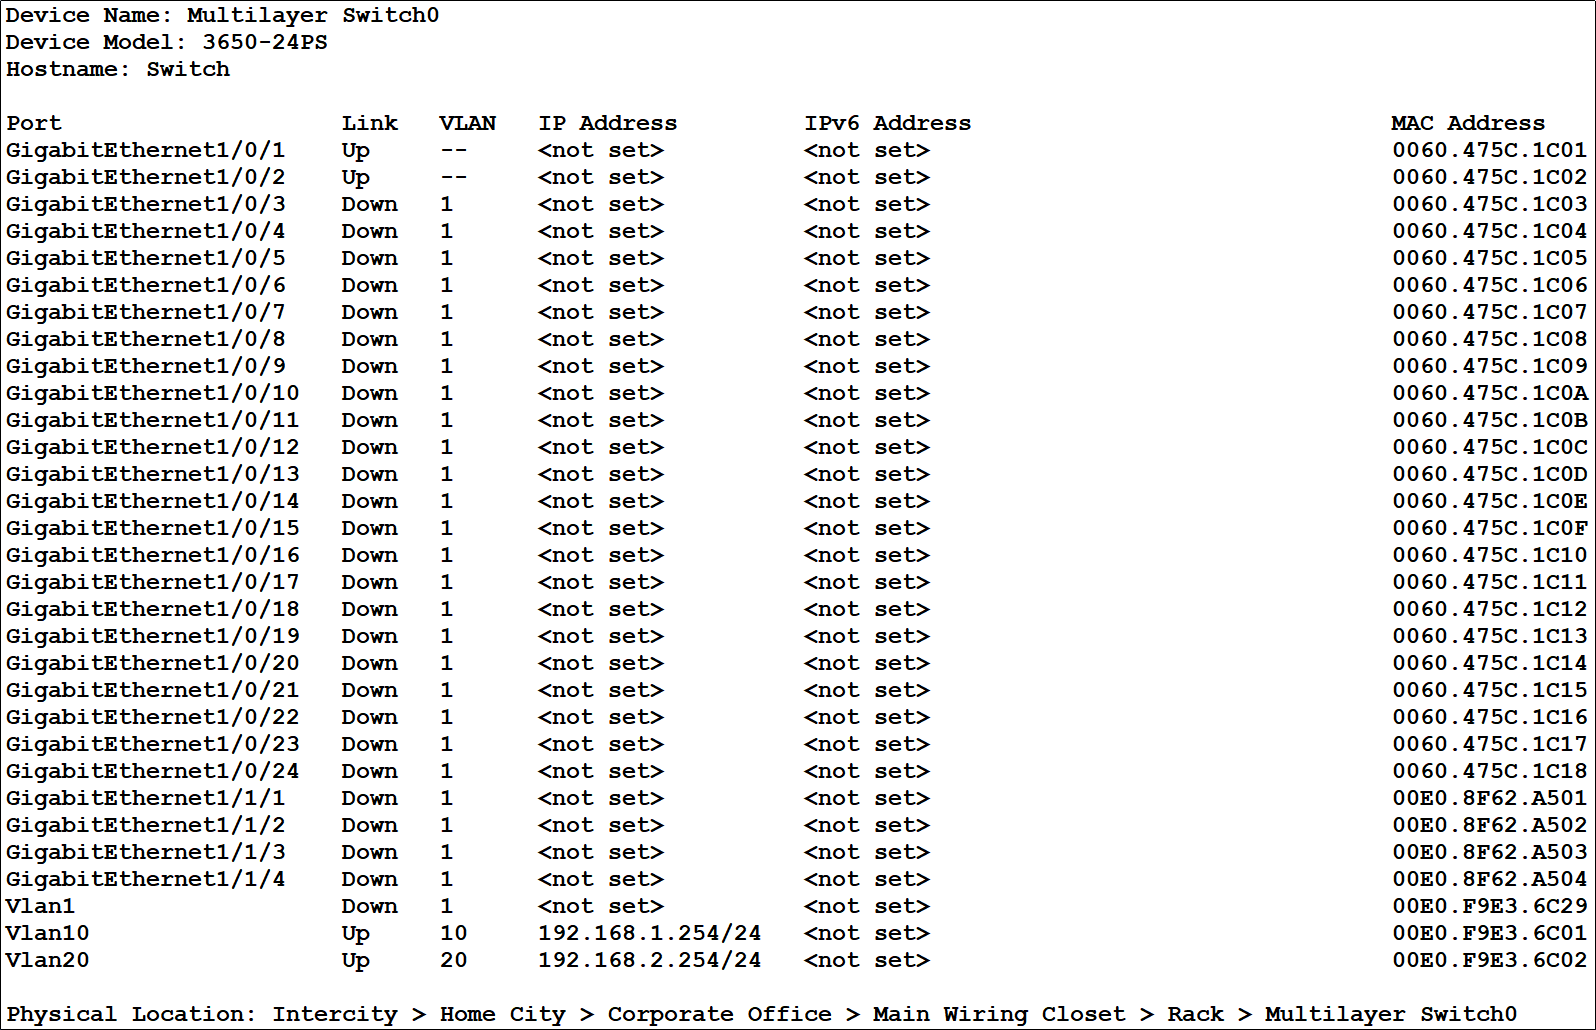 Device Name: Multilayer Switch0
Device Model: 3650-24PS
Hostname: Switch
Port Link VLAN IP Address IPv6 Address MAC Address
GigabitEthernet1/0/1 Up -- <not set> <not set> 0060.475C.1C01
GigabitEthernet1/0/2 Up -- <not set> <not set> 0060.475C.1C02
GigabitEthernet1/0/3 Down 1 <not set> <not set> 0060.475C.1C03
GigabitEthernet1/0/4 Down 1 <not set> <not set> 0060.475C.1C04
GigabitEthernet1/0/5 Down 1 <not set> <not set> 0060.475C.1C05
GigabitEthernet1/0/6 Down 1 <not set> <not set> 0060.475C.1C06
GigabitEthernet1/0/7 Down 1 <not set> <not set> 0060.475C.1C07
GigabitEthernet1/0/8 Down 1 <not set> <not set> 0060.475C.1C08
GigabitEthernet1/0/9 Down 1 <not set> <not set> 0060.475C.1C09
GigabitEthernet1/0/10 Down 1 <not set> <not set> 0060.475C.1C0A
GigabitEthernet1/0/11 Down 1 <not set> <not set> 0060.475C.1C0B
GigabitEthernet1/0/12 Down 1 <not set> <not set> 0060.475C.1C0C
GigabitEthernet1/0/13 Down 1 <not set> <not set> 0060.475C.1C0D
GigabitEthernet1/0/14 Down 1 <not set> <not set> 0060.475C.1C0E
GigabitEthernet1/0/15 Down 1 <not set> <not set> 0060.475C.1C0F
GigabitEthernet1/0/16 Down 1 <not set> <not set> 0060.475C.1C10
GigabitEthernet1/0/17 Down 1 <not set> <not set> 0060.475C.1C11
GigabitEthernet1/0/18 Down 1 <not set> <not set> 0060.475C.1C12
GigabitEthernet1/0/19 Down 1 <not set> <not set> 0060.475C.1C13
GigabitEthernet1/0/20 Down 1 <not set> <not set> 0060.475C.1C14
GigabitEthernet1/0/21 Down 1 <not set> <not set> 0060.475C.1C15
GigabitEthernet1/0/22 Down 1 <not set> <not set> 0060.475C.1C16
GigabitEthernet1/0/23 Down 1 <not set> <not set> 0060.475C.1C17
GigabitEthernet1/0/24 Down 1 <not set> <not set> 0060.475C.1C18
GigabitEthernet1/1/1 Down 1 <not set> <not set> 00E0.8F62.A501
GigabitEthernet1/1/2 Down 1 <not set> <not set> 00E0.8F62.A502
GigabitEthernet1/1/3 Down 1 <not set> <not set> 00E0.8F62.A503
GigabitEthernet1/1/4 Down 1 <not set> <not set> 00E0.8F62.A504
Vlan1 Down 1 <not set> <not set> 00E0.F9E3.6C29
Vlan10 Up 10 192.168.1.254/24 <not set> 00E0.F9E3.6C01
Vlan20 Up 20 192.168.2.254/24 <not set> 00E0.F9E3.6C02
Physical Location: Intercity > Home City > Corporate Office > Main Wiring Closet > Rack > Multilayer Switch0